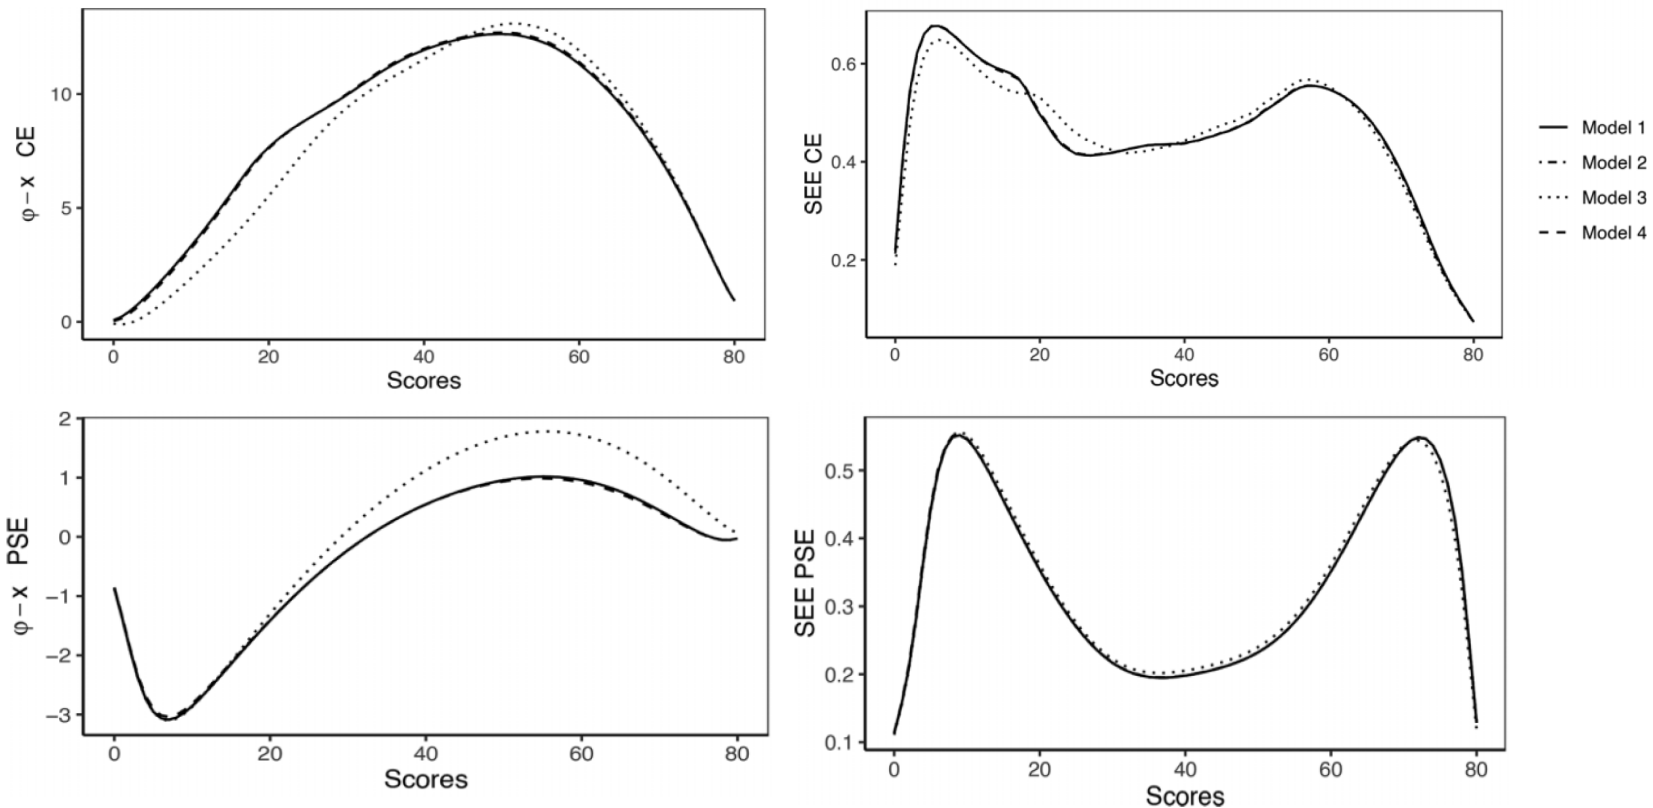 φ − x CE
10
5
0
0 20 40 60 80
Scores
SEE CE
0.6
0.4
0.2
0 20 40 60 80
Scores
Model 1
Model 2
Model 3
Model 4
φ − x PSE
2
1
0
−1
−2
−3
0 20 40 60 80
Scores
SEE PSE
0.5
0.4
0.3
0.2
0.1
0 20 40 60 80
Scores